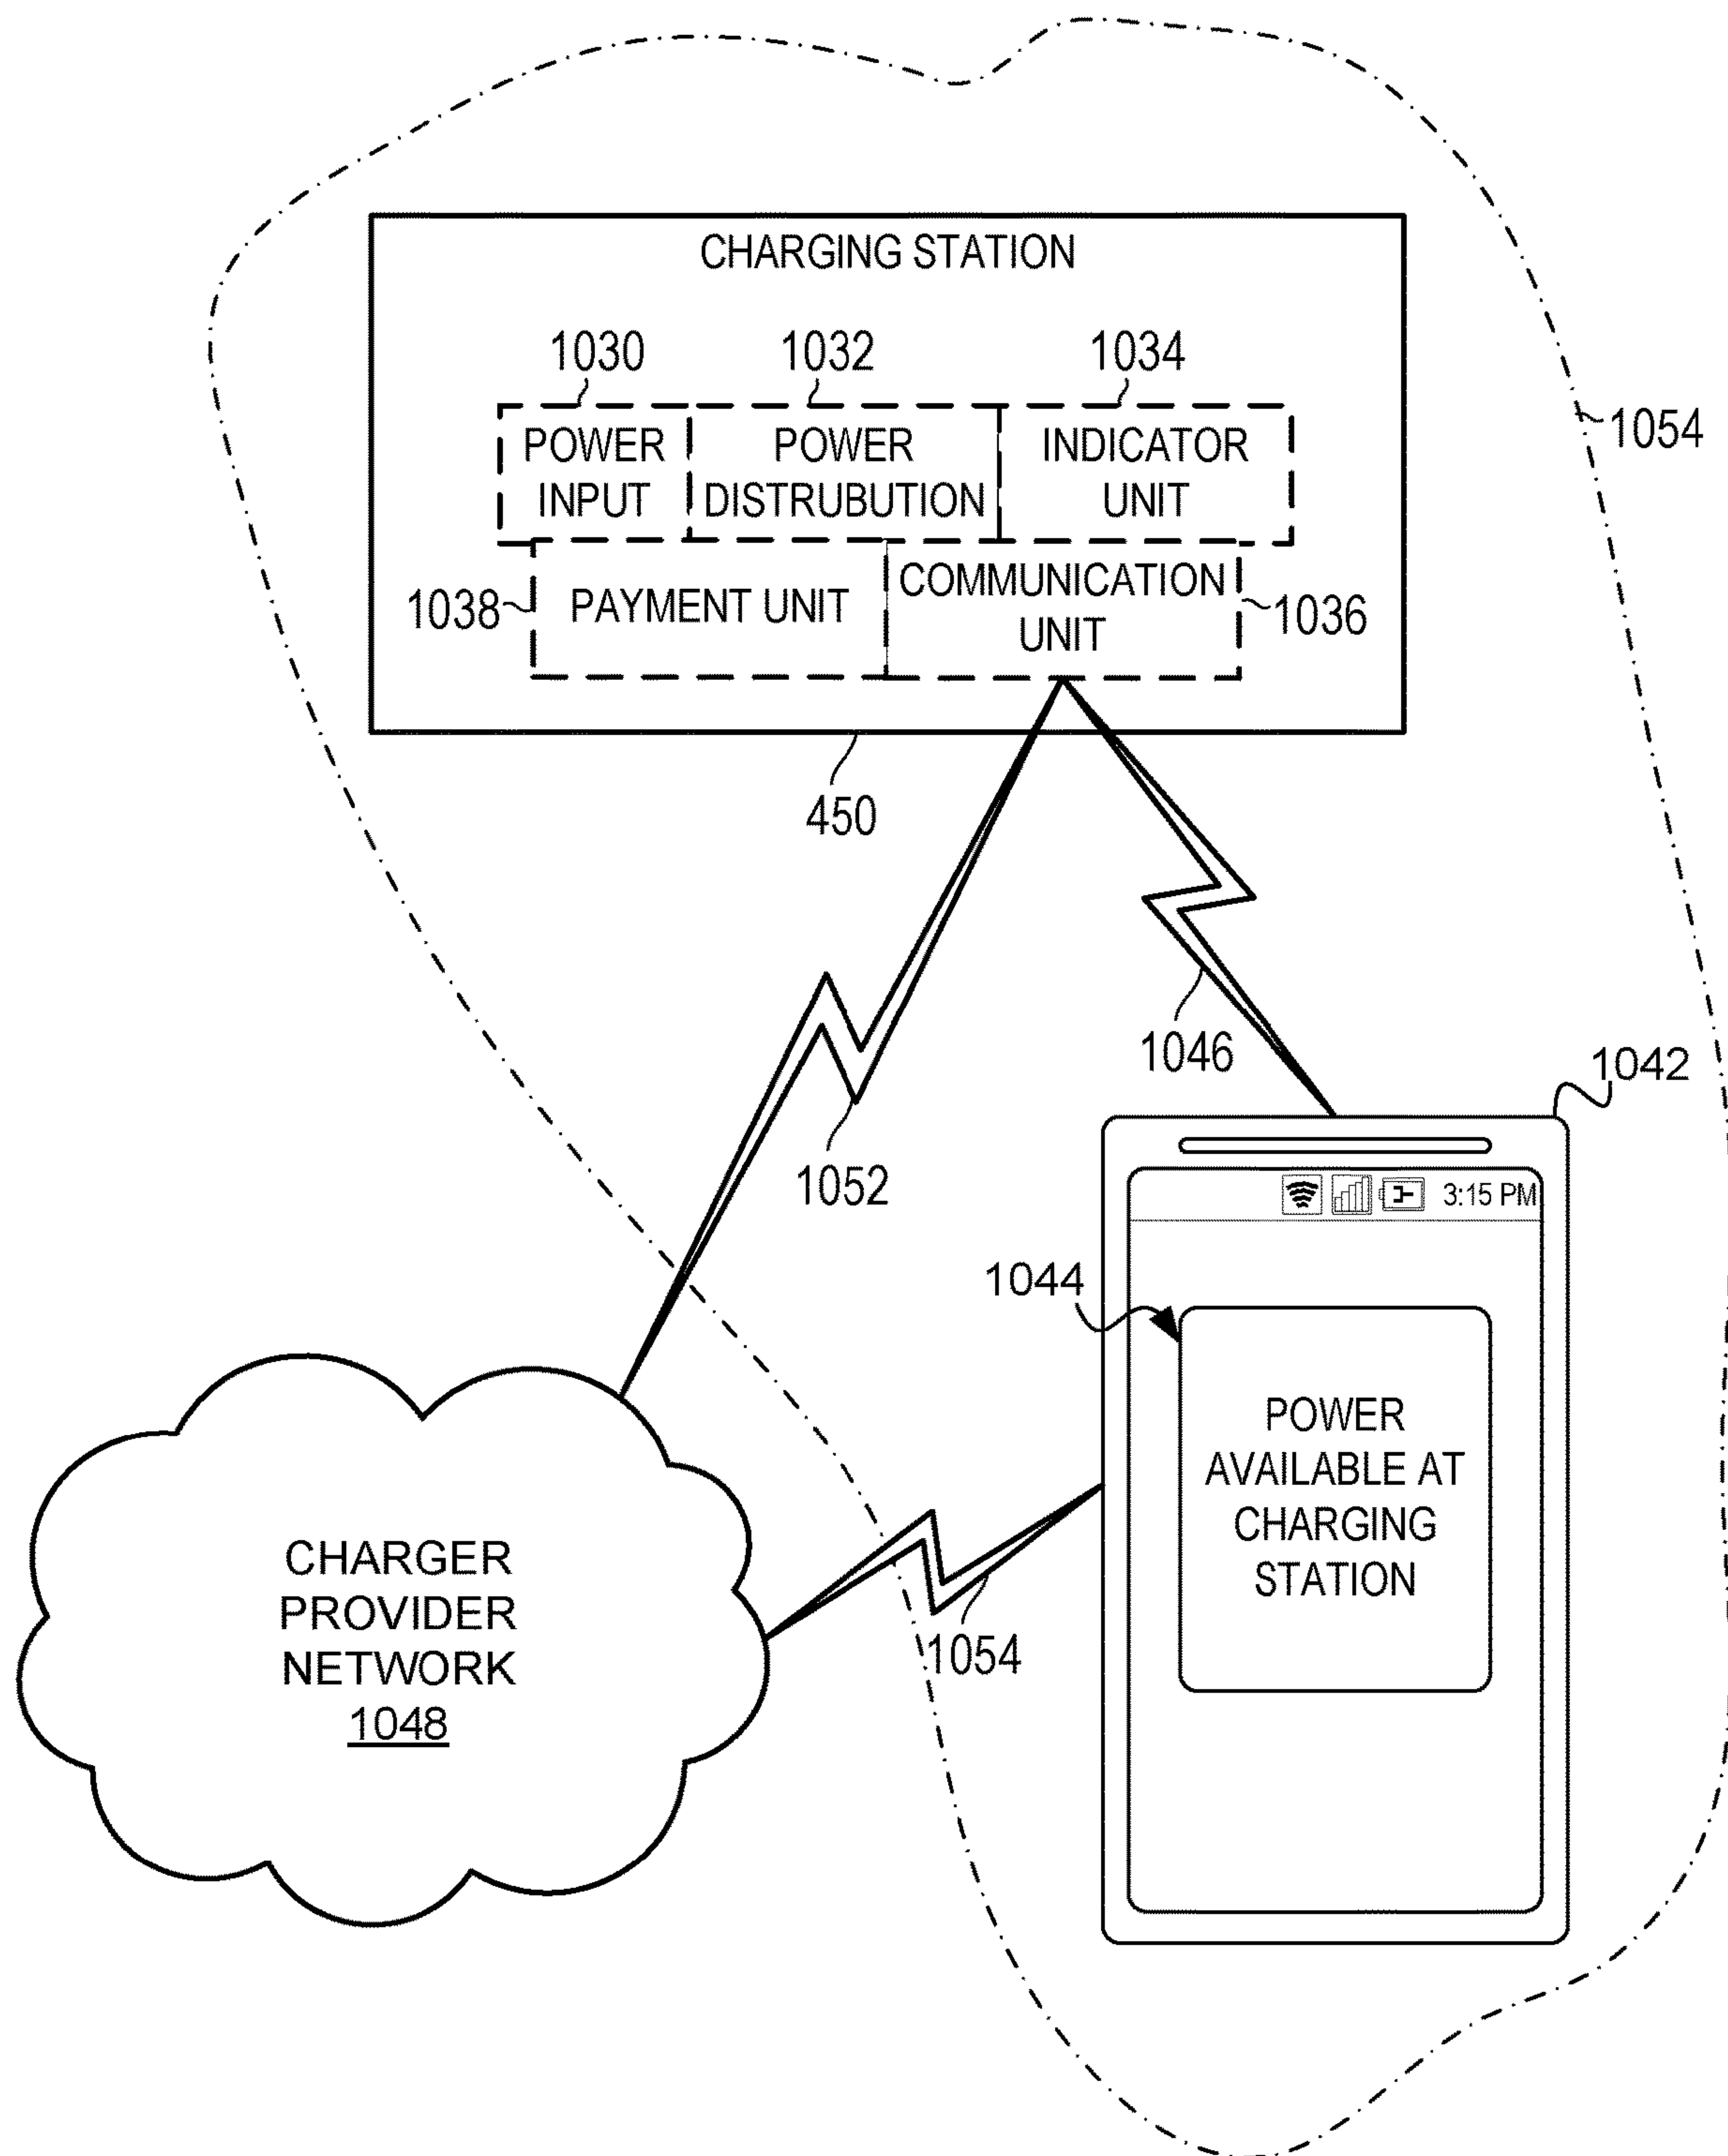 CHARGING STATION
1030
1032
1034
POWER
INPUT
POWER
DISTRUBUTION
INDICATOR
UNIT
1054
1038
PAYMENT UNIT
COMMUNICATION
UNIT
1036
450
1046
1042
1052
3:15 PM
1044
POWER
AVAILABLE AT
CHARGING
STATION
CHARGER
PROVIDER
NETWORK
1048
1054